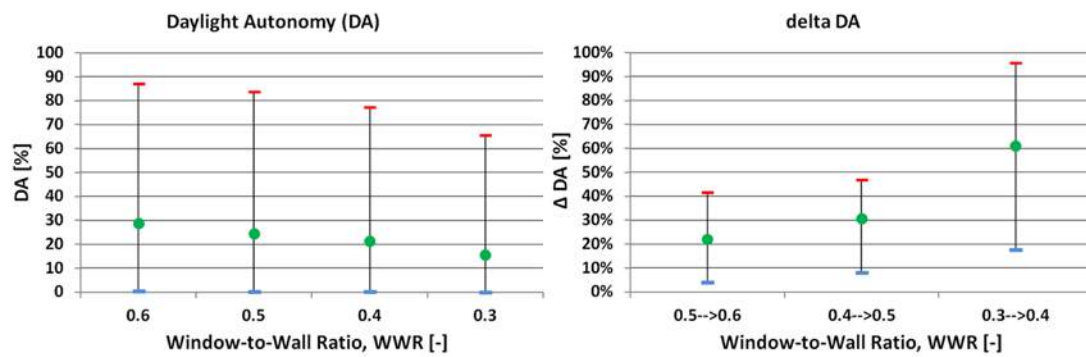 Daylight Autonomy (DA)
100
90
80
70
60
50
40
30
20
10
0
DA [%]
0.6 0.5 0.4 0.3
Window-to-Wall Ratio, WWR [-]
delta DA
100%
90%
80%
70%
60%
50%
40%
30%
20%
10%
0%
Δ DA [%]
0.5-->0.6 0.4-->0.5 0.3-->0.4
Window-to-Wall Ratio, WWR [-]